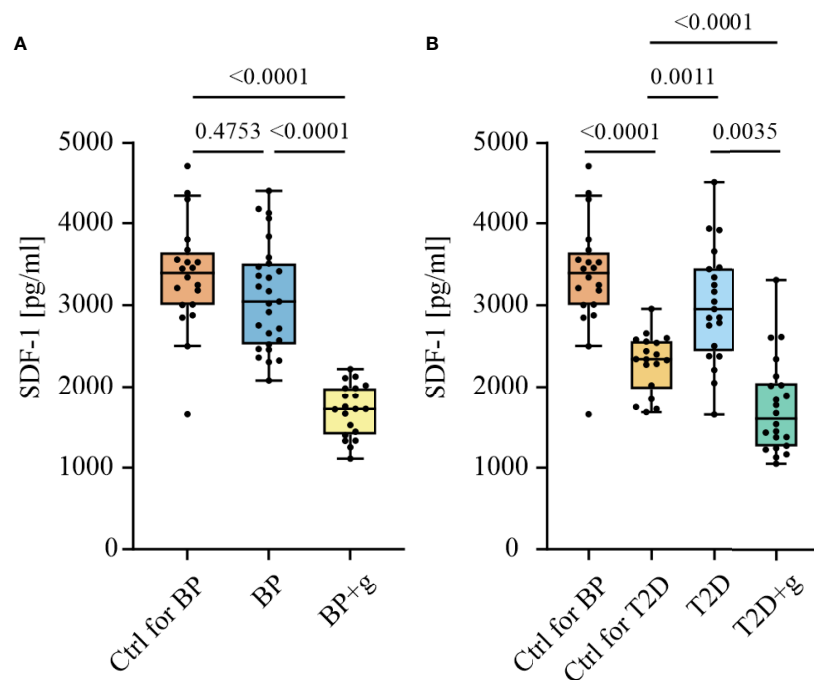 A
<0.0001
0.4753 <0.0001
SDF-1 [pg/ml]
5000
4000
3000
2000
1000
0
Ctrl for BP
BP
BP+g
B
<0.0001
0.0011
<0.0001 0.0035
SDF-1 [pg/ml]
5000
4000
3000
2000
1000
0
Ctrl for BP
Ctrl for T2D
T2D
T2D+g